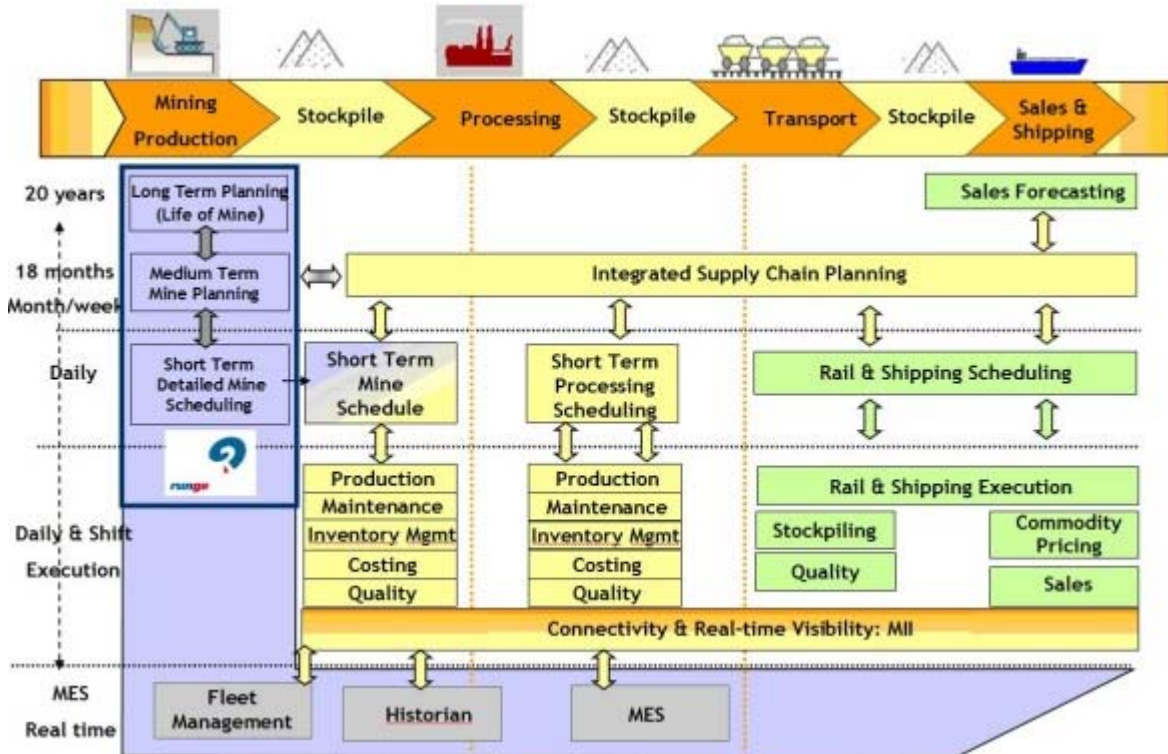 Mining
Production
Stockpile
Processing
Stockpile
Transport
Stockpile
Sales &
Shipping
20 years
Long Term Planning
(Life of Mine)
Sales Forecasting
18 months
Month/week
Medium Term
Mine Planning
Integrated Supply Chain Planning
Daily
Short Term
Detailed Mine
Scheduling
Short Term
Mine
Schedule
Short Term
Processing
Scheduling
Rail & Shipping Scheduling
runge
Daily & Shift
Execution
Production
Maintenance
Inventory Mgmt
Costing
Quality
Production
Maintenance
Inventory Mgmt
Costing
Quality
Rail & Shipping Execution
Stockpiling
Quality
Commodity
Pricing
Sales
Connectivity & Real-time Visibility: MII
MES
Real time
Fleet
Management
Historian
MES